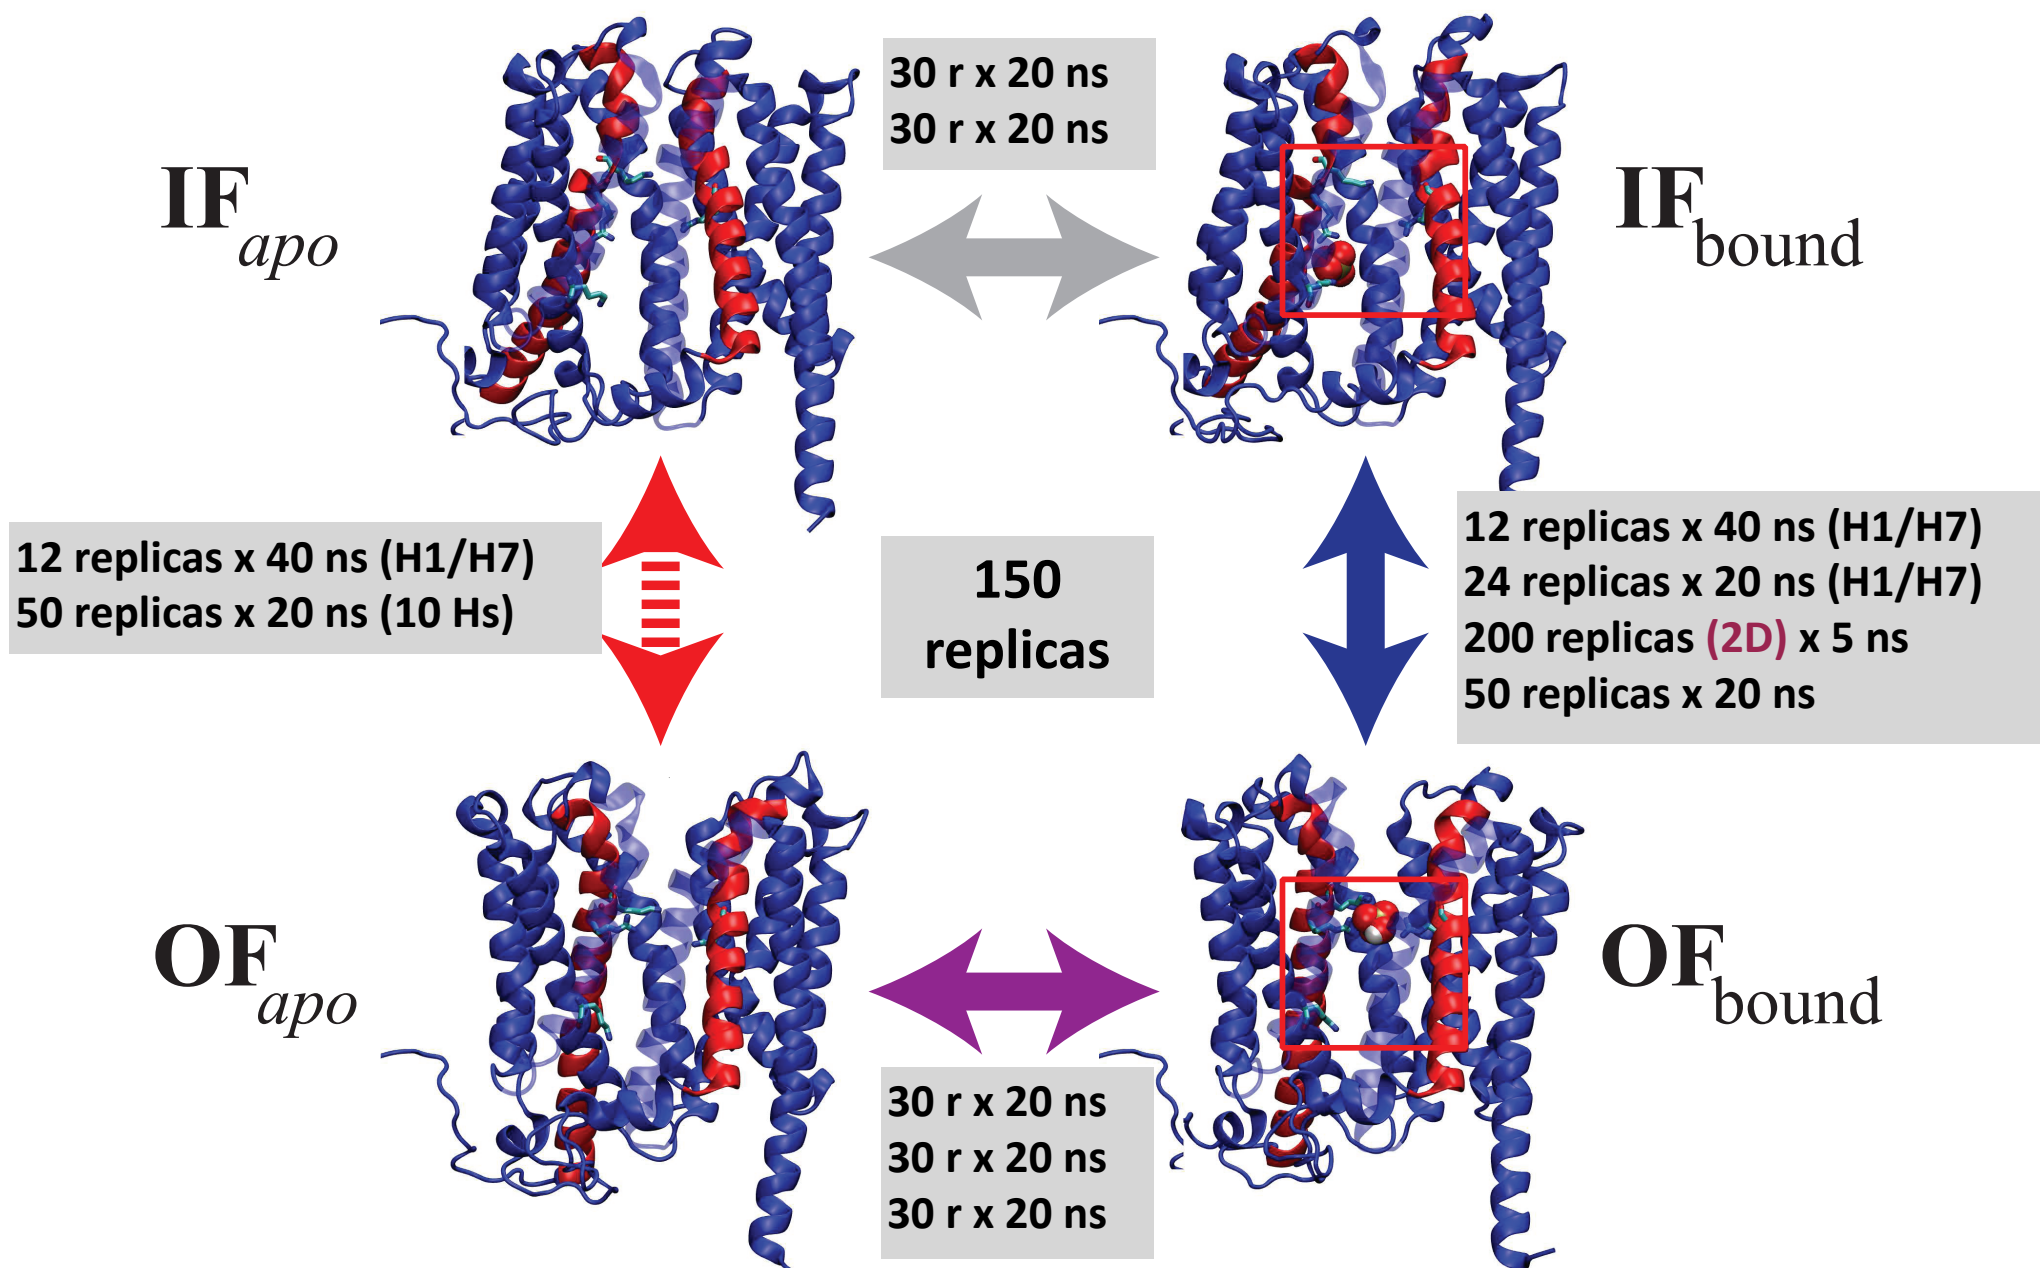 30 r x 20 ns
30 r x 20 ns
IFapo
IFbound
12 replicas x 40 ns (H1/H7)
50 replicas x 20 ns (10 Hs)
150
replicas
12 replicas x 40 ns (H1/H7)
24 replicas x 20 ns (H1/H7)
200 replicas (2D) x 5 ns
50 replicas x 20 ns
OFapo
OFbound
30 r x 20 ns
30 r x 20 ns
30 r x 20 ns